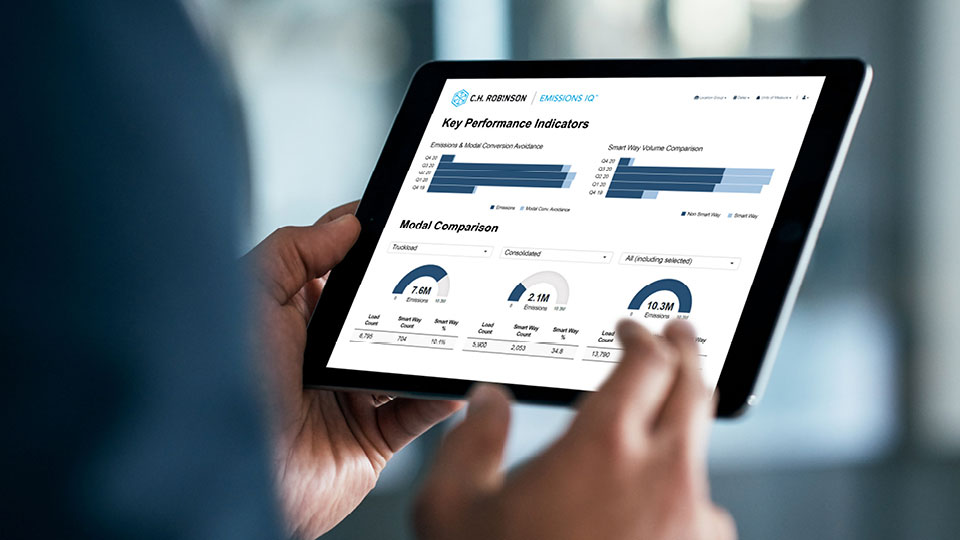 C.H. ROBINSON | EMISSIONS IQ™
Location Group Dates Units of Measure
Key Performance Indicators
Emissions & Modal Conversion Avoidance
Q4 20
Q3 20
Q2 20
Q1 20
Q4 19
Emissions Modal Conv. Avoidance
Smart Way Volume Comparison
Q4 20
Q3 20
Q2 20
Q1 20
Q4 19
Non Smart Way Smart Way
Modal Comparison
Truckload
7.6M
0 Emissions 10.3M
Load Count Smart Way Count Smart Way %
6,795 704 10.1%
Consolidated
2.1M
0 Emissions 10.3M
Load Count Smart Way Count Smart Way %
5,900 2,053 34.8
All (including selected)
10.3M
0 Emissions 10.3M
Load Count Way
13,790